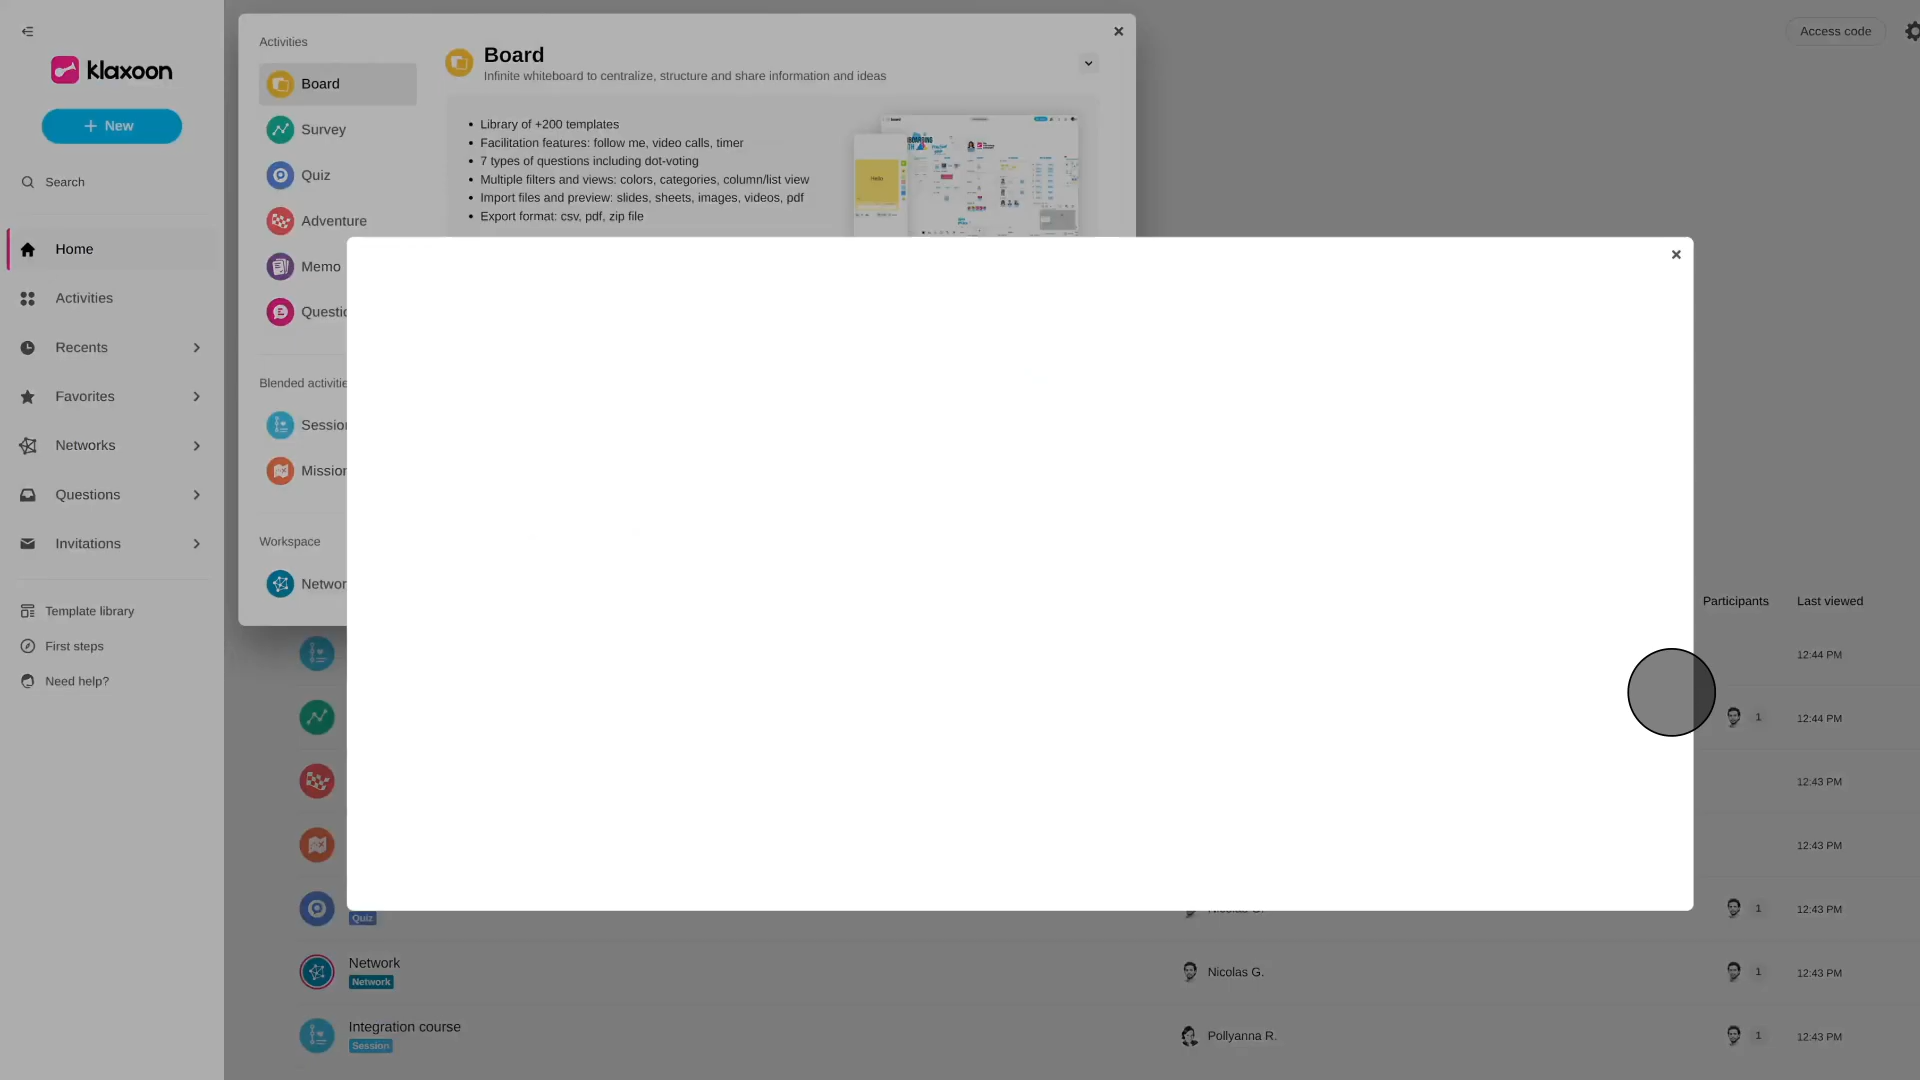 klaxoon
New
Search
Home
Activities
Recents
Favorites
Networks
Questions
Invitations
Template library
First steps
Need help?
Activities
Board
Survey
Quiz
Adventure
Memo
Questio
Blended activitie
Session
Mission
Workspace
Networ
Board
Infinite whiteboard to centralize, structure and share information and ideas
• Library of +200 templates
• Facilitation features: follow me, video calls, timer
• 7 types of questions including dot-voting
• Multiple filters and views: colors, categories, column/list view
• Import files and preview: slides, sheets, images, videos, pdf
• Export format: csv, pdf, zip file
Hello
Access code
Participants Last viewed
12:44 PM
1 12:44 PM
12:43 PM
12:43 PM
Quiz Nicolas G. 1 12:43 PM
Network
Network
Nicolas G. 1 12:43 PM
Integration course
Session
Pollyanna R. 1 12:43 PM